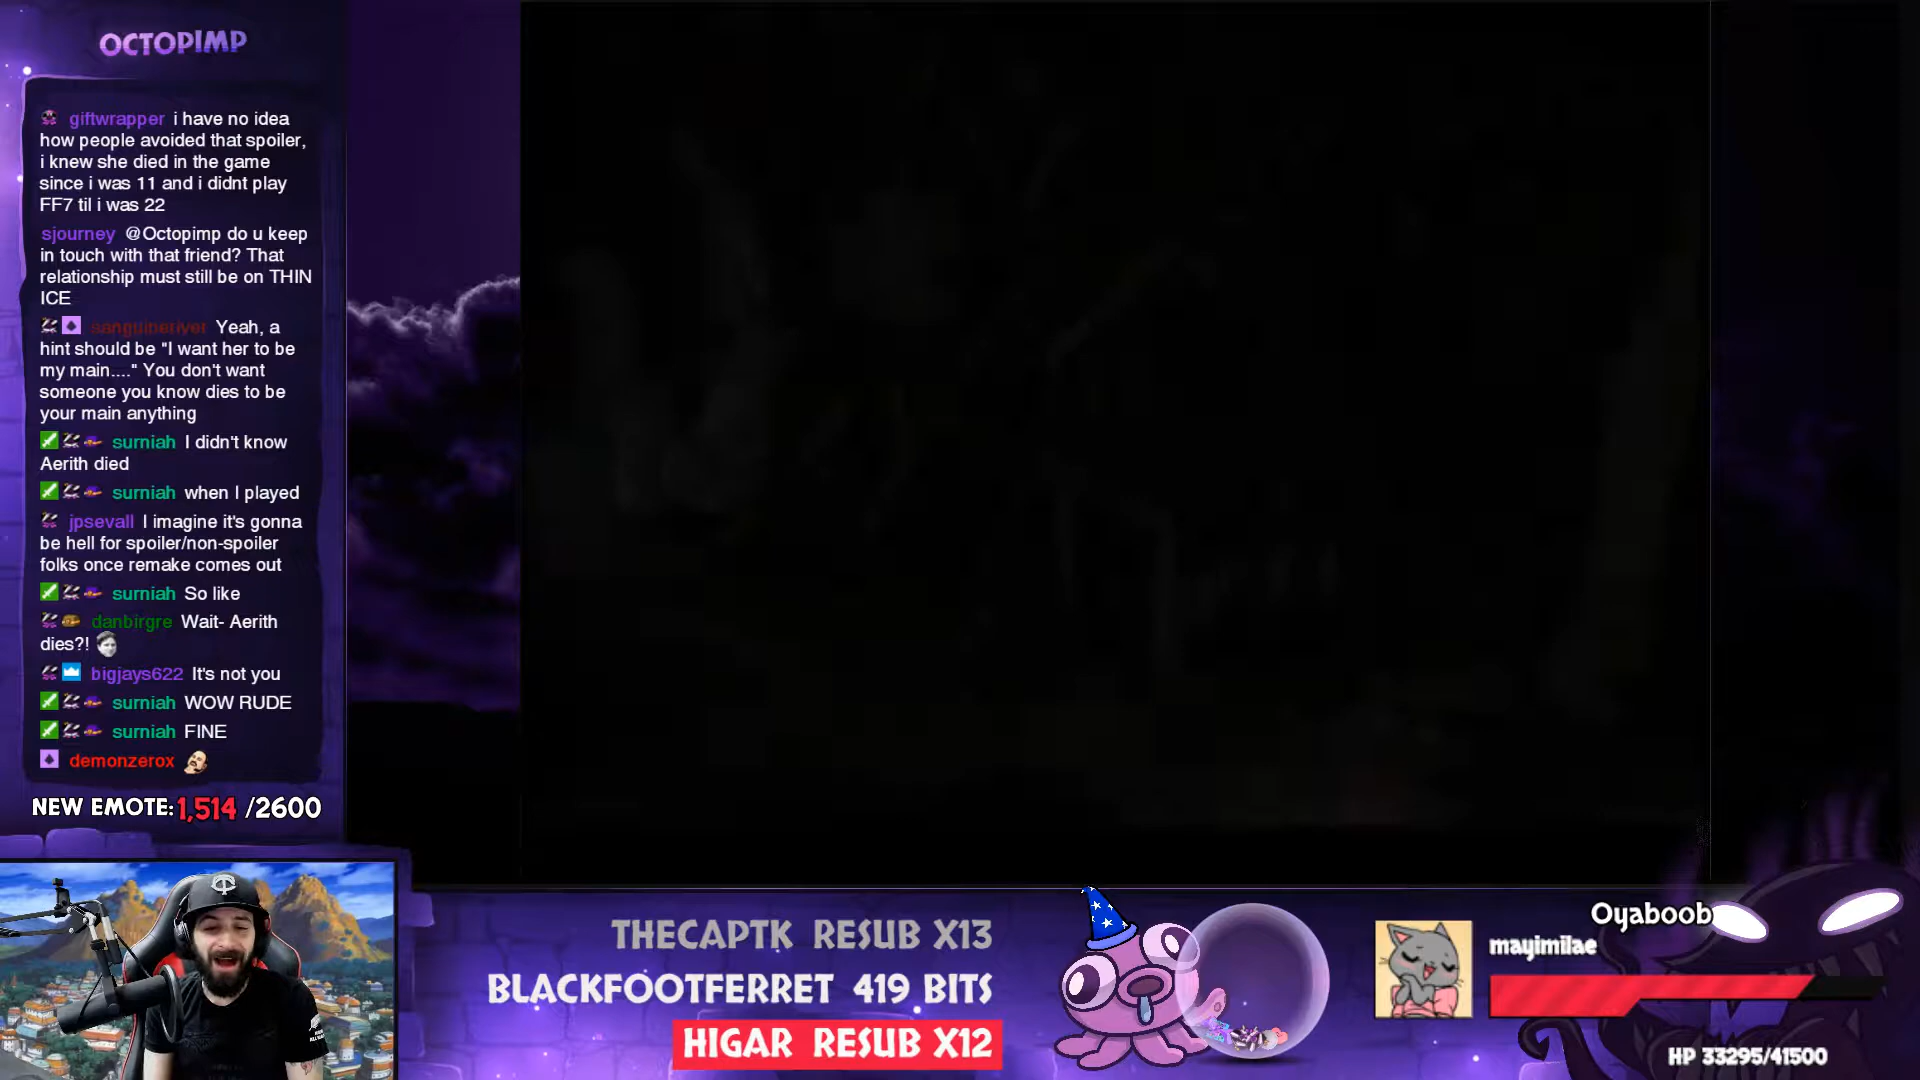 OCTOPIMP
giftwrapper i have no idea
how people avoided that spoiler,
i knew she died in the game
since i was 11 and i didnt play
FF7 til i was 22
sjourney @Octopimp do u keep
in touch with that friend? That
relationship must still be on THIN
ICE
sanguineriver Yeah, a
hint should be "I want her to be
my main...." You don't want
someone you know dies to be
your main anything
surniah I didn't know
Aerith died
surniah when I played
jpsevall I imagine it's gonna
be hell for spoiler/non-spoiler
folks once remake comes out
surniah So like
danbirgre Wait- Aerith
dies?!
bigjays622 It's not you
surniah WOW RUDE
surniah FINE
demonzerox
NEW EMOTE: 1,514 /2600
THECAPTK RESUB X13
BLACKFOOTFERRET 419 BITS
HIGAR RESUB X12
Oyaboob
mayimilae
HP 33295/41500